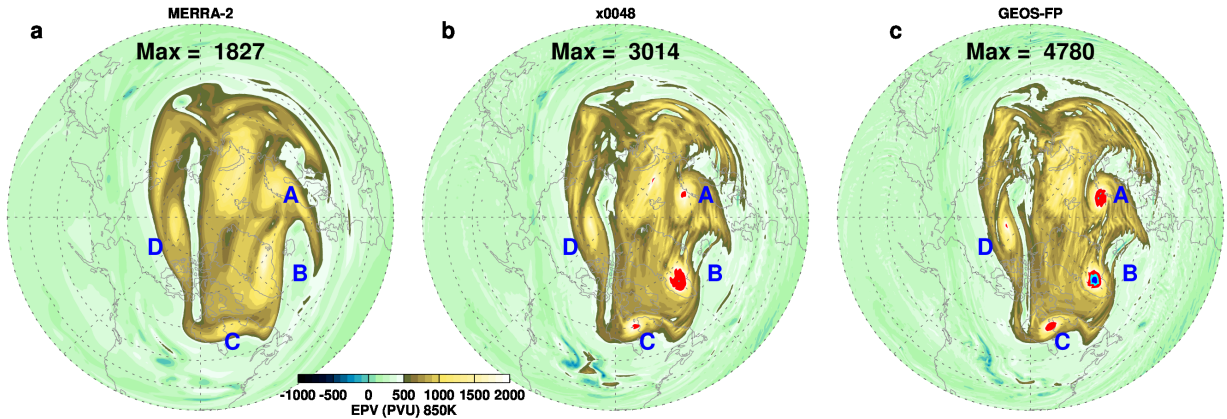 MERRA-2
x0048
GEOS-FP
a
b
c
Max = 1827
Max = 3014
Max = 4780
A
B
C
D
A
B
C
D
A
B
C
D
-1000 -500 0 500 1000 1500 2000
EPV (PVU) 850K